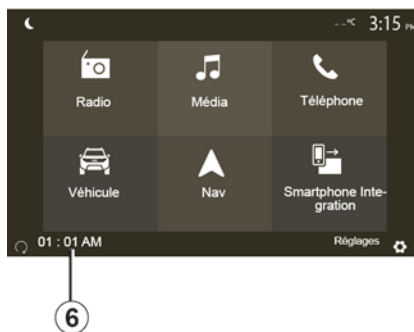 --°C 3:15 PM
Radio Média Téléphone
Véhicule Nav Smartphone Inte-
gration
01 : 01 AM Réglages
6